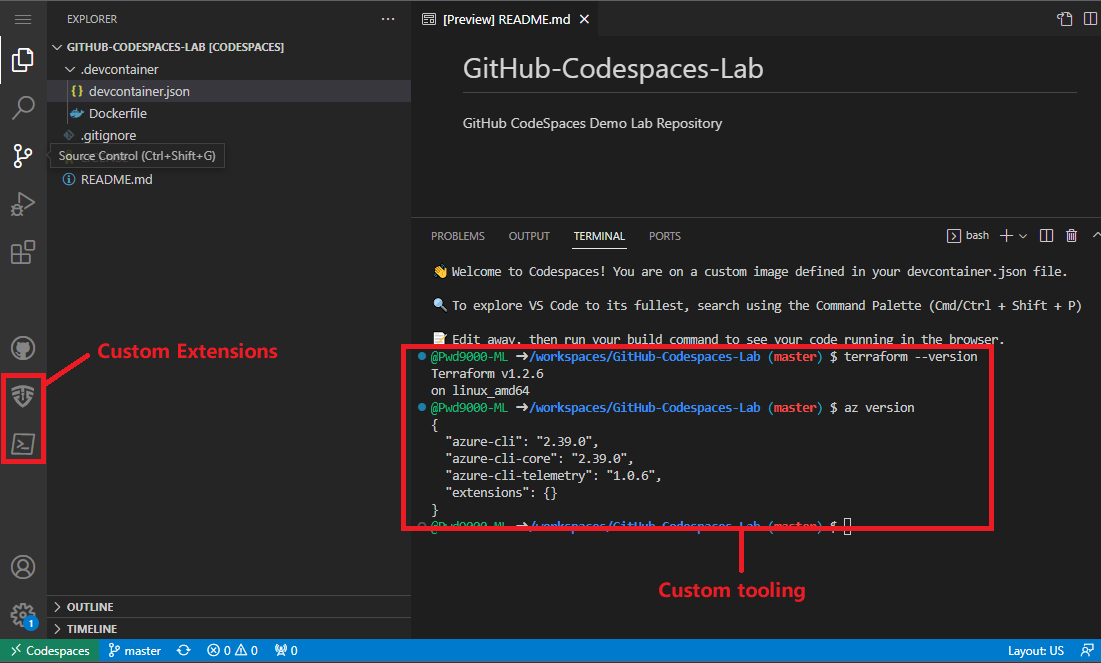 EXPLORER
[Preview] README.md
GITHUB-CODESPACES-LAB [CODESPACES]
.devcontainer
{} devcontainer.json
Dockerfile
.gitignore
Source Control (Ctrl+Shift+G)
README.md
GitHub-Codespaces-Lab
GitHub CodeSpaces Demo Lab Repository
PROBLEMS OUTPUT TERMINAL PORTS
bash
👋 Welcome to Codespaces! You are on a custom image defined in your devcontainer.json file.
🔍 To explore VS Code to its fullest, search using the Command Palette (Cmd/Ctrl + Shift + P)
📝 Edit away, then run your build command to see your code running in the browser.
@Pwd9000-ML ➜/workspaces/GitHub-Codespaces-Lab (master) $ terraform --version
Terraform v1.2.6
on linux_amd64
@Pwd9000-ML ➜/workspaces/GitHub-Codespaces-Lab (master) $ az version
{
"azure-cli": "2.39.0",
"azure-cli-core": "2.39.0",
"azure-cli-telemetry": "1.0.6",
"extensions": {}
}
@Pwd9000-ML ➜/workspaces/GitHub-Codespaces-Lab (master) $
Custom Extensions
Custom tooling
OUTLINE
1
TIMELINE
Codespaces master 0 0 0 Layout: US